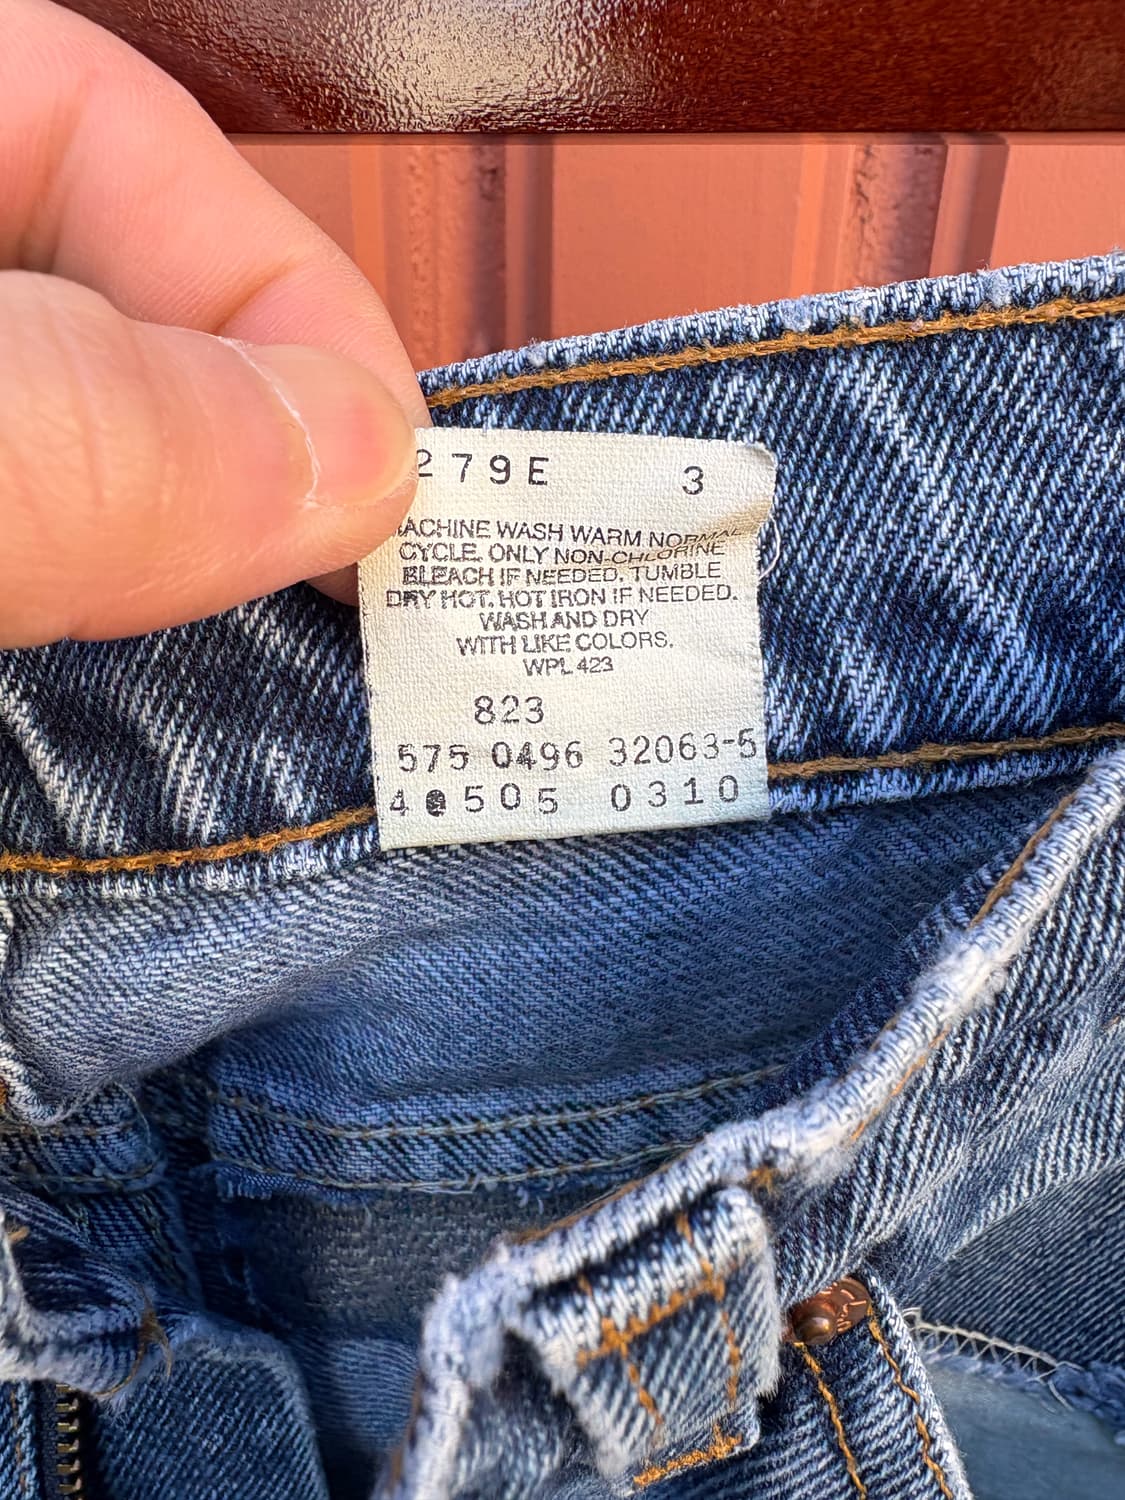 279E 3
MACHINE WASH WARM NORMAL
CYCLE. ONLY NON-CHLORINE
BLEACH IF NEEDED. TUMBLE
DRY HOT. HOT IRON IF NEEDED.
WASH AND DRY
WITH LIKE COLORS.
WPL 423
823
575 0496 32063-5
4 505 0310